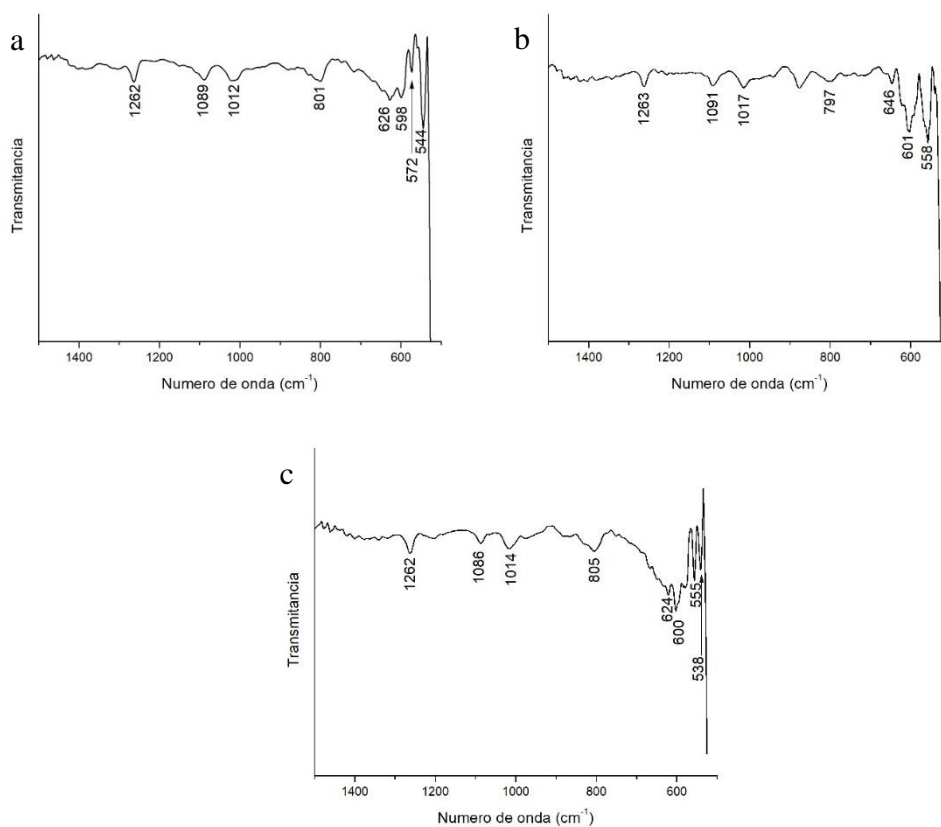 a
Transmitancia
1262
1089
1012
801
626
598
572
544
1400 1200 1000 800 600
Numero de onda (cm⁻¹)
b
Transmitancia
1263
1091
1017
797
646
601
558
1400 1200 1000 800 600
Numero de onda (cm⁻¹)
c
Transmitancia
1262
1086
1014
805
624
600
555
538
1400 1200 1000 800 600
Numero de onda (cm⁻¹)